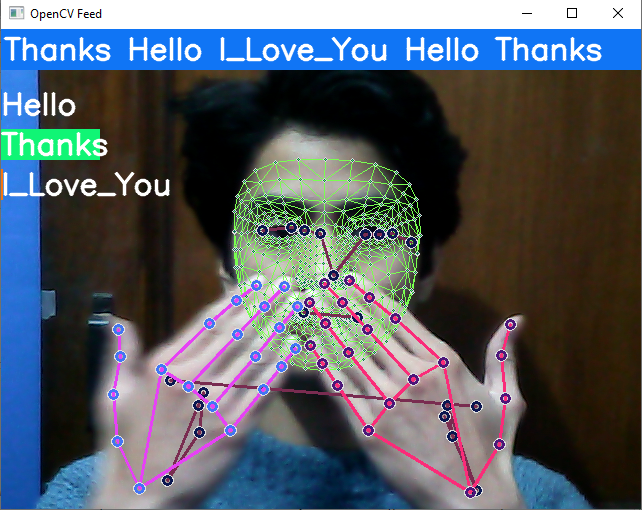 OpenCV Feed
Thanks Hello I_Love_You Hello Thanks
Hello
Thanks
I_Love_You